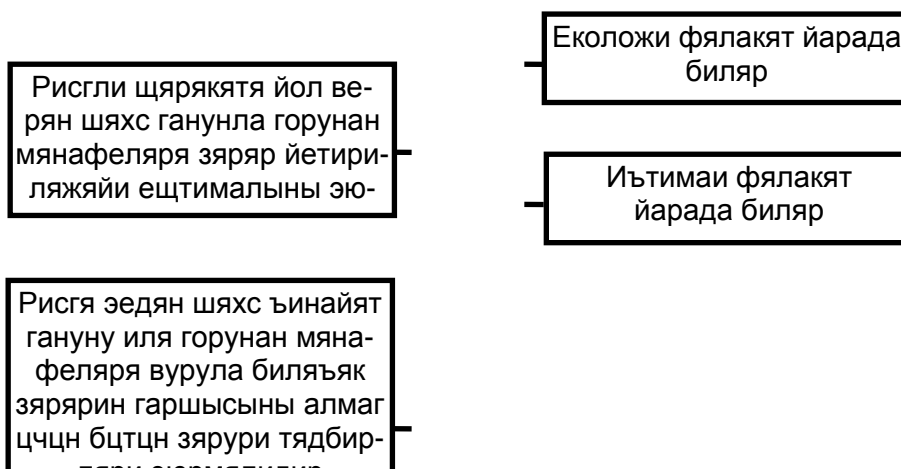 Рисгли щярякятя йол ве-
рян шяхс ганунла горунан
мянафеляря зяряр йетири-
ляжяйи ещтималыны эю-
Рисгя эедян шяхс ъинайят
гануну иля горунан мяна-
феляря вурула биляъяк
зярярин гаршысыны алмаг
цчцн бцтцн зярури тядбир-
Еколожи фялакят йарада
биляр
Иътимаи фялакят
йарада биляр